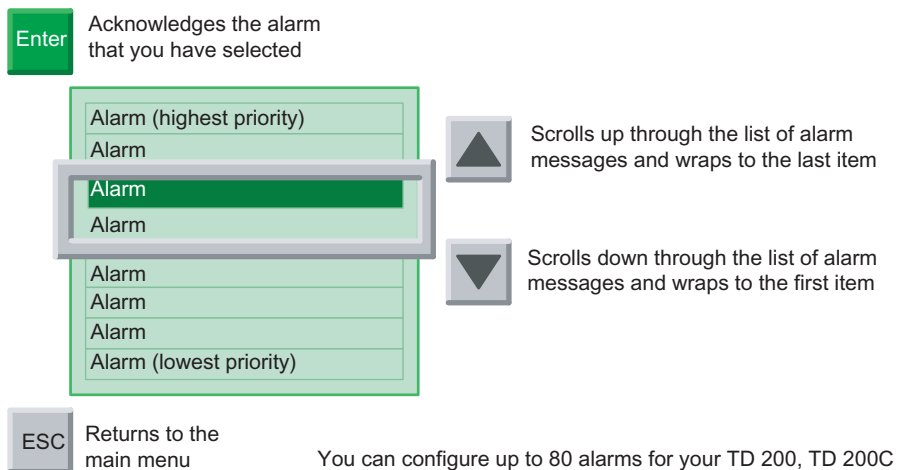 Enter
Acknowledges the alarm
that you have selected
Alarm (highest priority)
Alarm
Alarm
Alarm
Alarm
Alarm
Alarm
Alarm (lowest priority)
Scrolls up through the list of alarm
messages and wraps to the last item
Scrolls down through the list of alarm
messages and wraps to the first item
ESC
Returns to the
main menu
You can configure up to 80 alarms for your TD 200, TD 200C